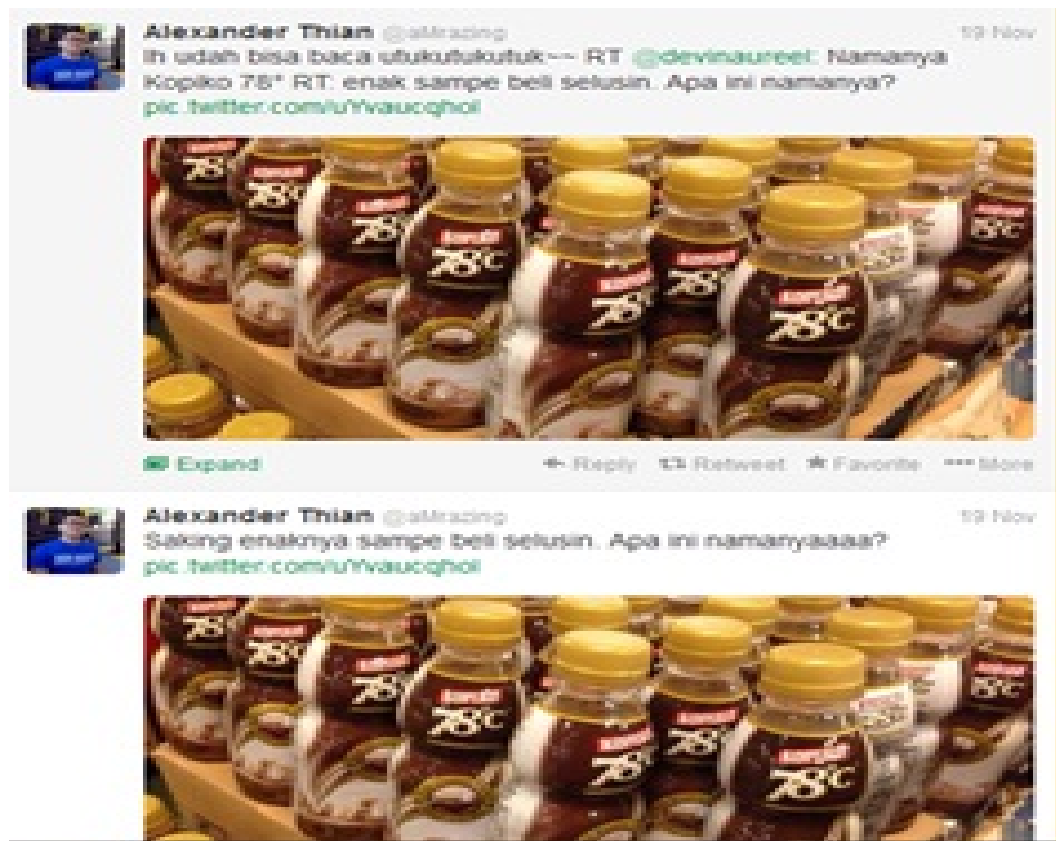 Alexander Thian @aMrazing 19 Nov
Ih udah bisa baca utukutukutuk~~ RT @devinaureel: Namanya
Kopiko 78° RT: enak sampe beli selusin. Apa ini namanya?
pic.twitter.com/uYvaucqhoI
KOPIKO
78°C
Expand Reply Retweet Favorite More
Alexander Thian @aMrazing 19 Nov
Saking enaknya sampe beli selusin. Apa ini namanyaaaa?
pic.twitter.com/uYvaucqhoI
KOPIKO
78°C